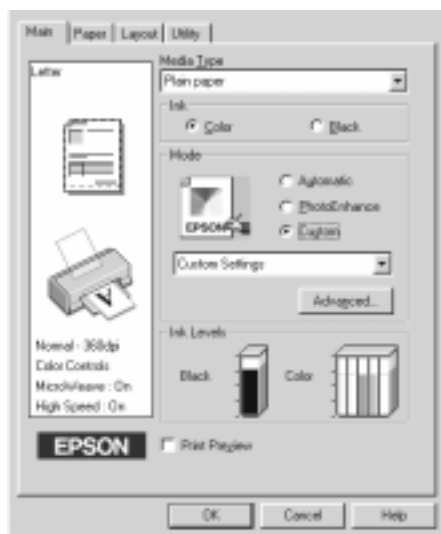 Main Paper Layout Utility
Letter
Media Type
Plain paper
Ink
Color Black
Mode
Automatic
PhotoEnhance
EPSON
Custom
Custom Settings
Advanced...
Ink Levels
Black Color
Normal - 360dpi
Color Controls
MicroWeave : On
High Speed : On
EPSON
Print Preview
OK Cancel Help